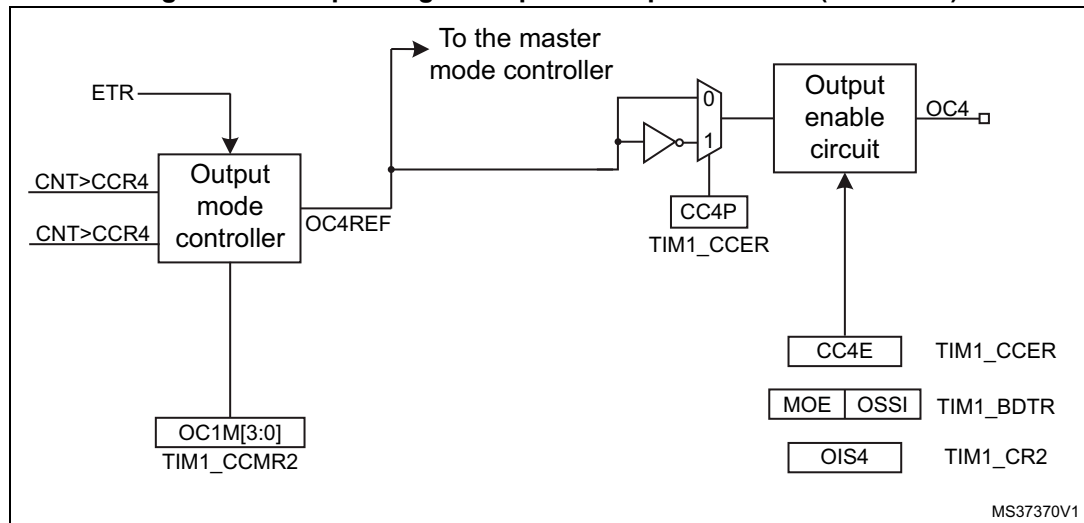 To the master
mode controller
ETR
0
1
Output
enable
circuit
OC4
CNT>CCR4
CNT>CCR4
Output
mode
controller
OC4REF
CC4P
TIM1_CCER
CC4E
TIM1_CCER
MOE
OSSI
TIM1_BDTR
OC1M[3:0]
TIM1_CCMR2
OIS4
TIM1_CR2
MS37370V1